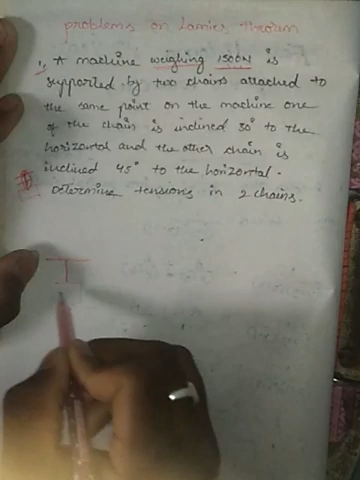 problems on Lamis Theorem
1, A machine weighing 1500N is
supported by two chains attached to
the same point on the machine one
of the chain is inclined 30° to the
horizontal and the other chain is
inclined 45° to the horizontal.
Determine tensions in 2 chains.